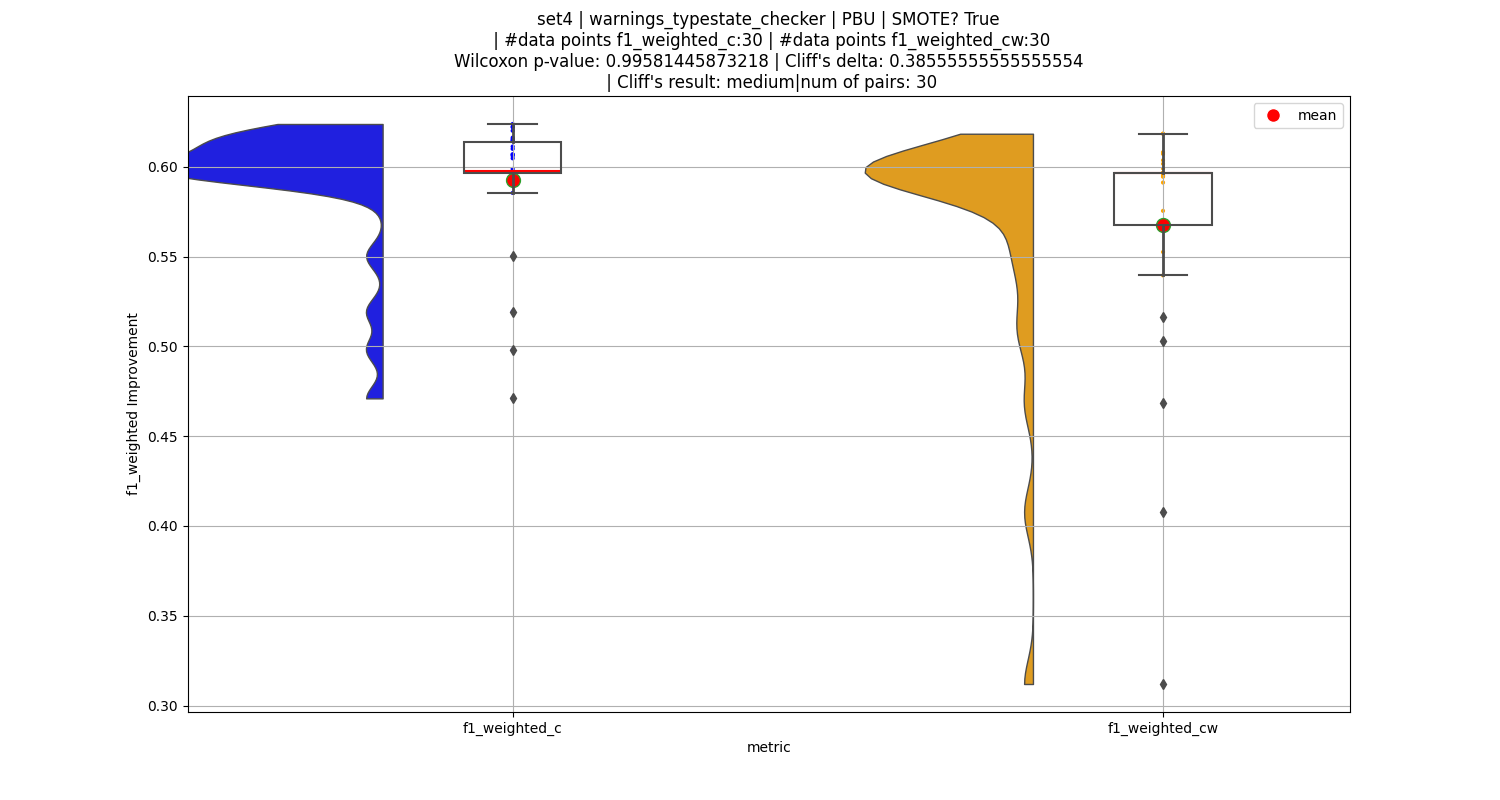 set4 | warnings_typestate_checker | PBU | SMOTE? True
| #data points f1_weighted_c:30 | #data points f1_weighted_cw:30
Wilcoxon p-value: 0.99581445873218 | Cliff's delta: 0.38555555555555554
| Cliff's result: medium|num of pairs: 30
mean
0.60
0.55
0.50
0.45
0.40
0.35
0.30
f1_weighted Improvement
f1_weighted_c
f1_weighted_cw
metric